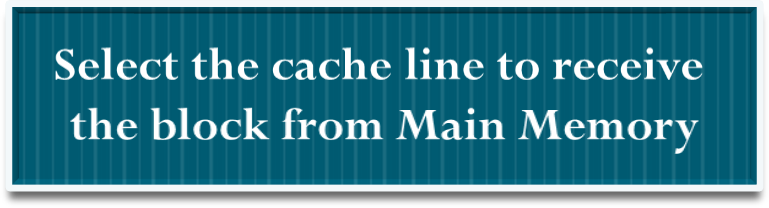 Select the cache line to receive
the block from Main Memory